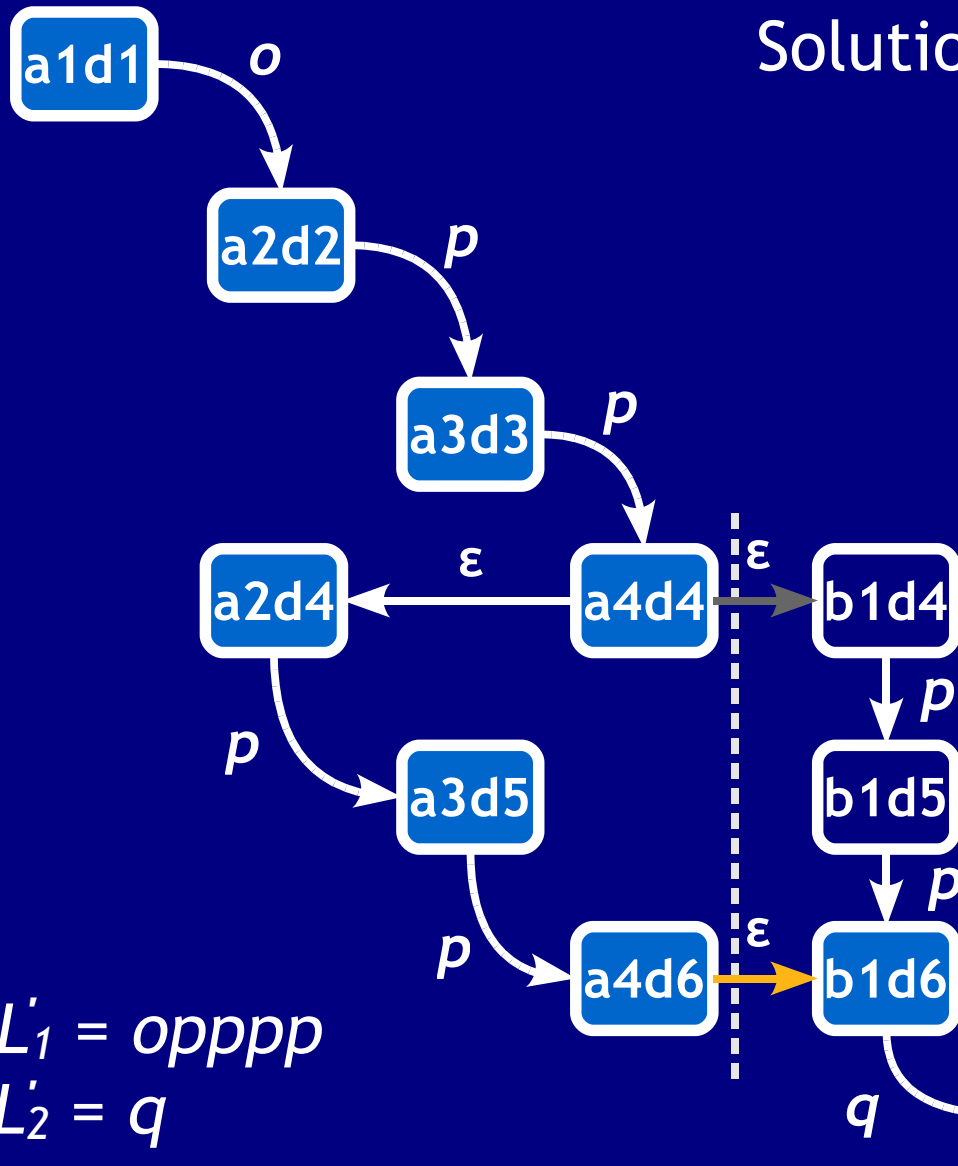 Solutio
a1d1
o
a2d2
p
a3d3
p
a2d4
ε
a4d4
ε
b1d4
p
p
a3d5
b1d5
p
p
a4d6
ε
b1d6
L'1 = opppp
L'2 = q
q